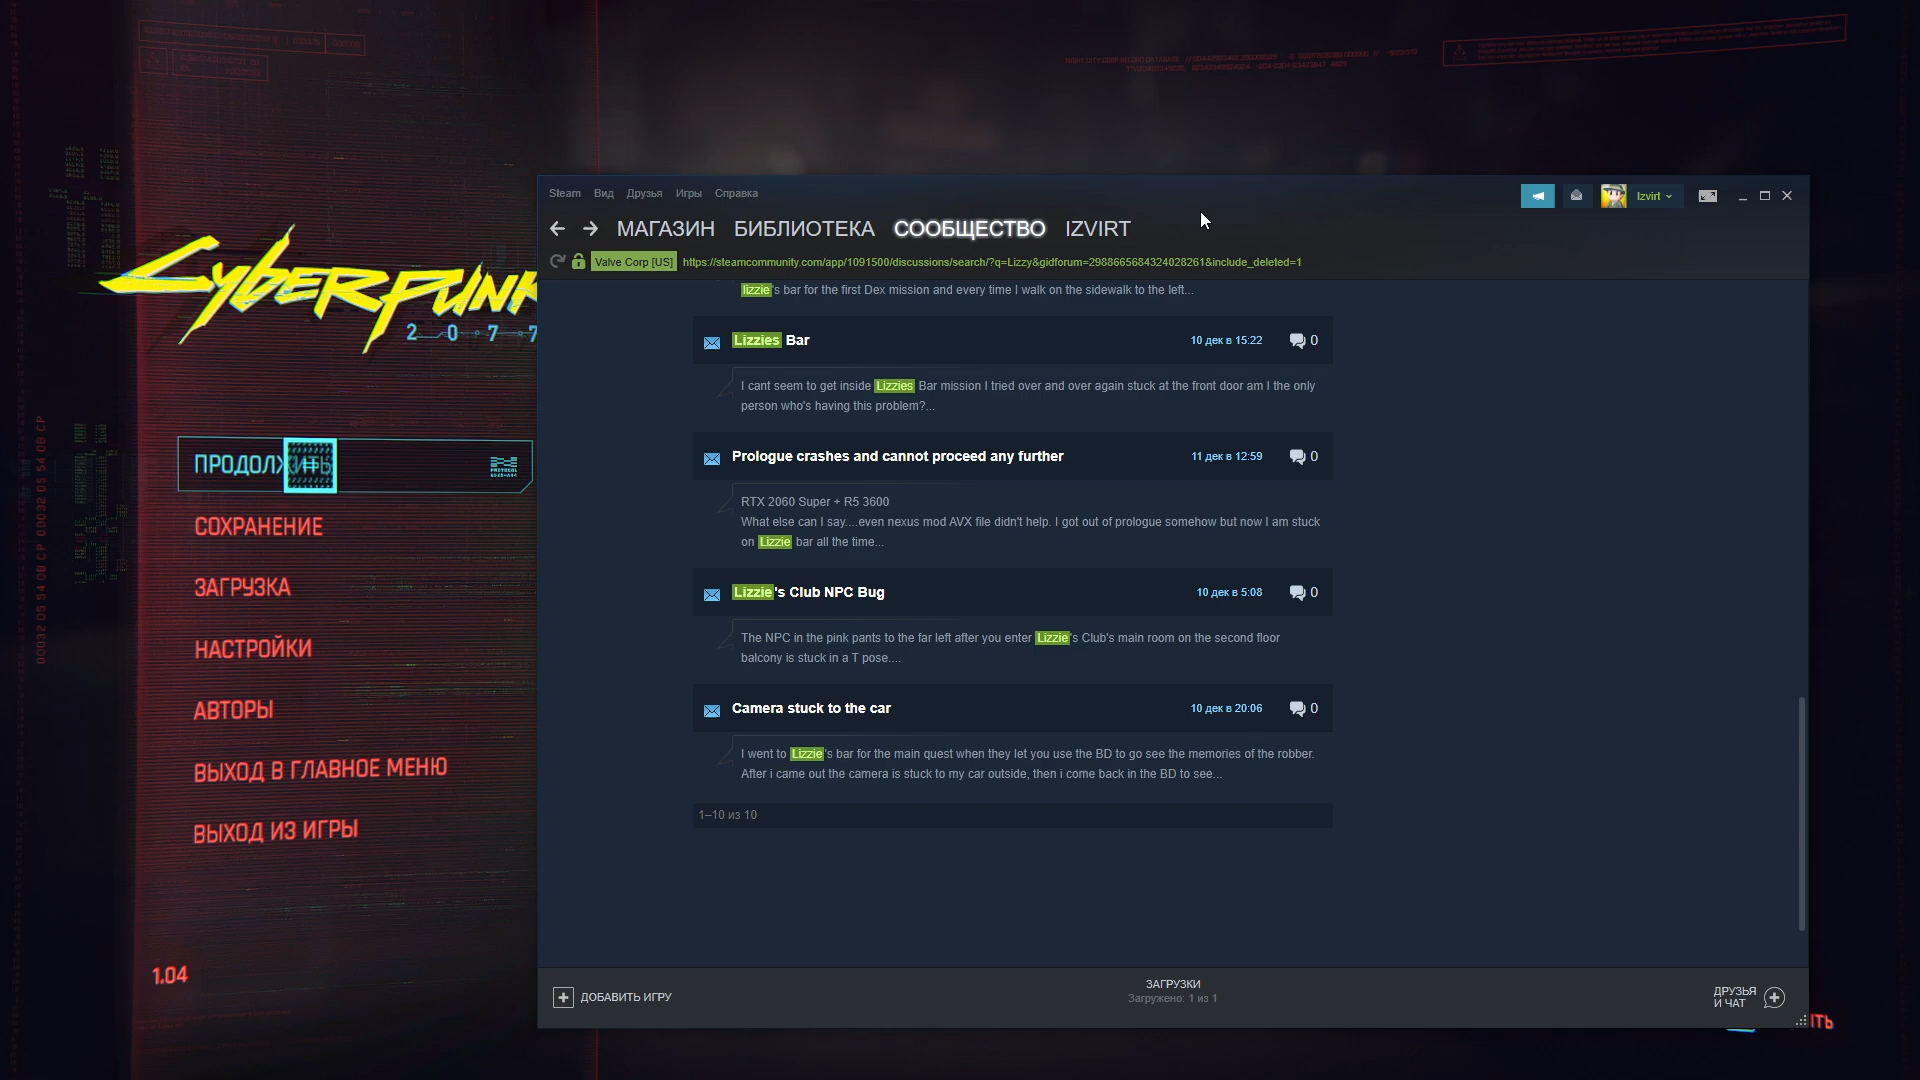 Steam Вид Друзья Игры Справка
Izvirt
МАГАЗИН БИБЛИОТЕКА СООБЩЕСТВО IZVIRT
Valve Corp [US] https://steamcommunity.com/app/1091500/discussions/search/?q=Lizzy&gidforum=2988665684324028261&include_deleted=1
lizzie's bar for the first Dex mission and every time I walk on the sidewalk to the left...
Lizzies Bar 10 дек в 15:22 0
I cant seem to get inside Lizzies Bar mission I tried over and over again stuck at the front door am I the only
person who's having this problem?...
Prologue crashes and cannot proceed any further 11 дек в 12:59 0
RTX 2060 Super + R5 3600
What else can I say....even nexus mod AVX file didn't help. I got out of prologue somehow but now I am stuck
on Lizzie bar all the time...
Lizzie's Club NPC Bug 10 дек в 5:08 0
The NPC in the pink pants to the far left after you enter Lizzie's Club's main room on the second floor
balcony is stuck in a T pose....
Camera stuck to the car 10 дек в 20:06 0
I went to Lizzie's bar for the main quest when they let you use the BD to go see the memories of the robber.
After i came out the camera is stuck to my car outside, then i come back in the BD to see...
1–10 из 10
ДОБАВИТЬ ИГРУ
ЗАГРУЗКИ
Загружено: 1 из 1
ДРУЗЬЯ
И ЧАТ
CYBERPUNK
2077
ПРОДОЛЖИТЬ
СОХРАНЕНИЕ
ЗАГРУЗКА
НАСТРОЙКИ
АВТОРЫ
ВЫХОД В ГЛАВНОЕ МЕНЮ
ВЫХОД ИЗ ИГРЫ
1.04